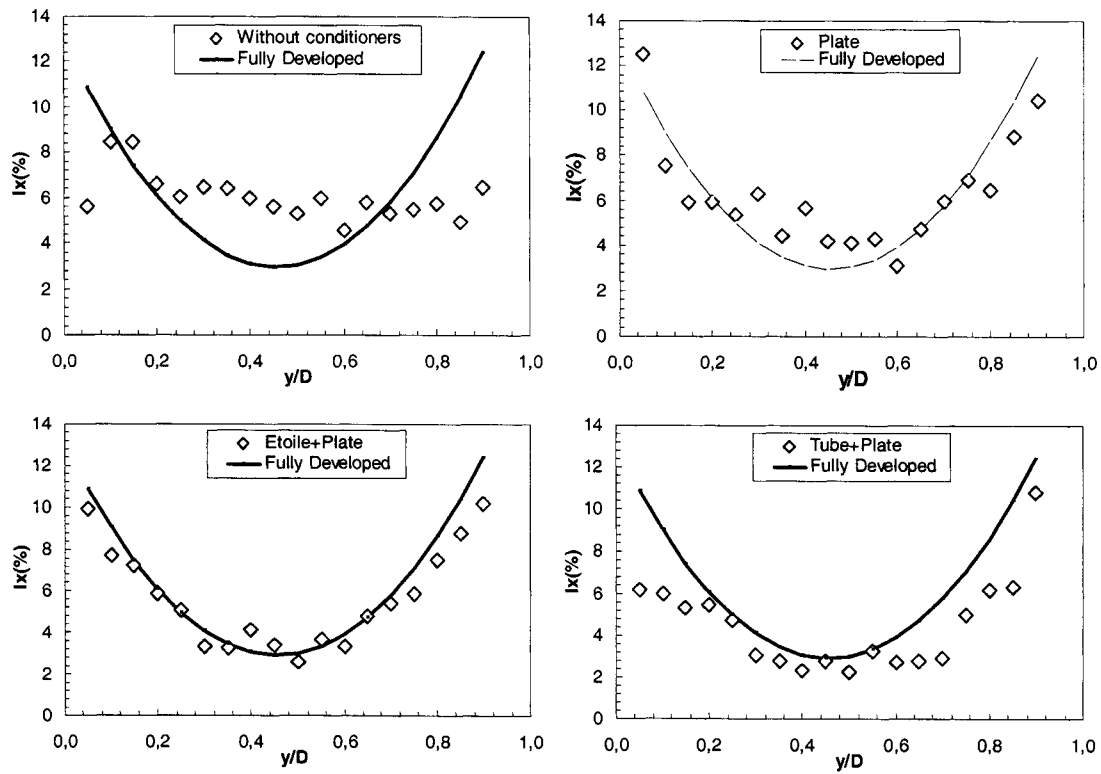 14
12
10
8
6
4
2
0
Ix(%)
Without conditioners
Fully Developed
0,0 0,2 0,4 0,6 0,8 1,0
y/D
14
12
10
8
6
4
2
0
Ix(%)
Plate
Fully Developed
0,0 0,2 0,4 0,6 0,8 1,0
y/D
14
12
10
8
6
4
2
0
Ix(%)
Etoile+Plate
Fully Developed
0,0 0,2 0,4 0,6 0,8 1,0
y/D
14
12
10
8
6
4
2
0
Ix(%)
Tube+Plate
Fully Developed
0,0 0,2 0,4 0,6 0,8 1,0
y/D